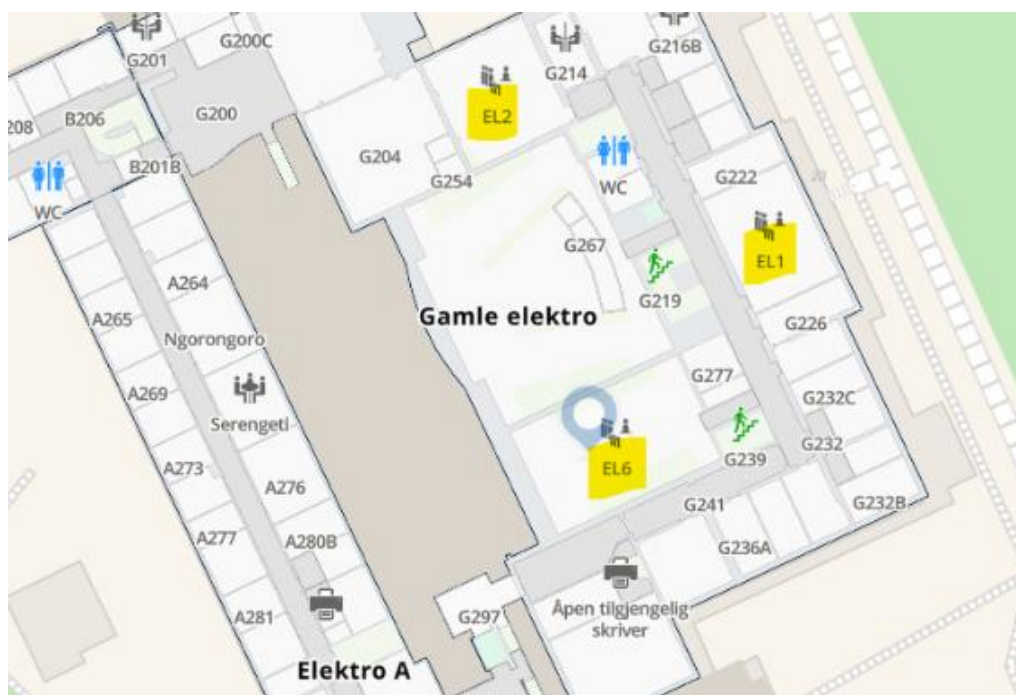 G201
G200C
G216B
G214
EL2
G200
B206
208
G204
B201B
G254
WC
WC
G222
G267
EL1
A264
G219
Gamle elektro
A265
Ngorongoro
G226
A269
Serengeti
G277
G232C
A273
EL6
G239
G232
A276
G241
G232B
A277
A280B
G236A
A281
G297
Åpen tilgjengelig
skriver
Elektro A